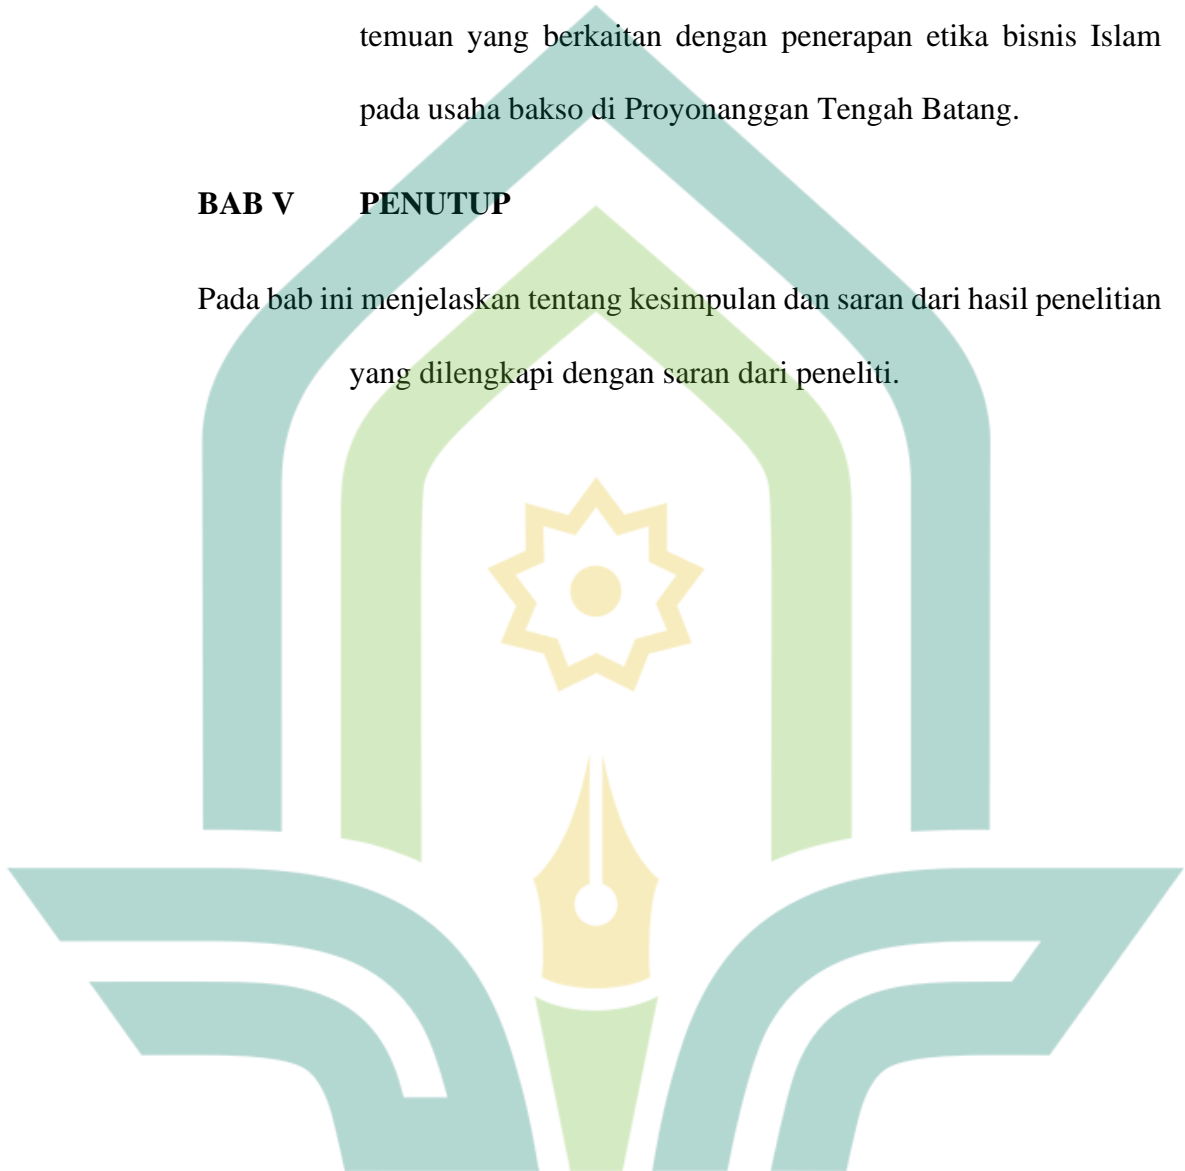 temuan yang berkaitan dengan penerapan etika bisnis Islam
pada usaha bakso di Proyonanggan Tengah Batang.
BAB V PENUTUP
Pada bab ini menjelaskan tentang kesimpulan dan saran dari hasil penelitian
yang dilengkapi dengan saran dari peneliti.